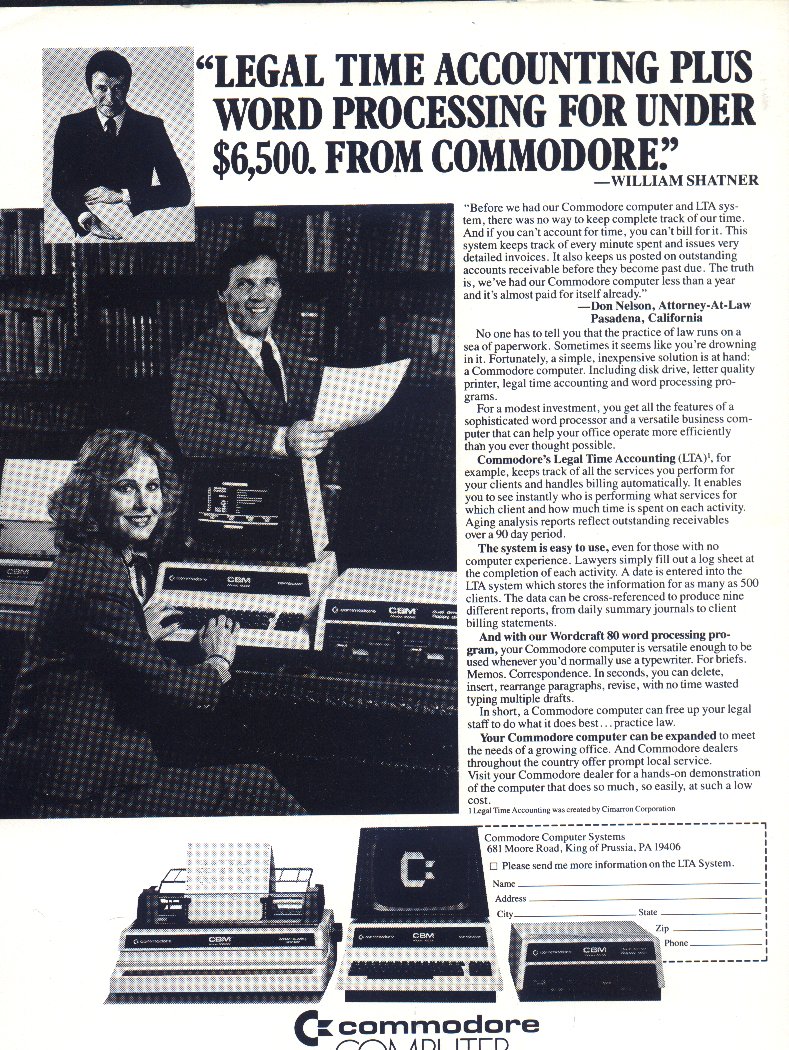 “LEGAL TIME ACCOUNTING PLUS
WORD PROCESSING FOR UNDER
$6,500. FROM COMMODORE.”
—WILLIAM SHATNER
“Before we had our Commodore computer and LTA sys-
tem, there was no way to keep complete track of our time.
And if you can’t account for time, you can’t bill for it. This
system keeps track of every minute spent and issues very
detailed invoices. It also keeps us posted on outstanding
accounts receivable before they become past due. The truth
is, we’ve had our Commodore computer less than a year
and it’s almost paid for itself already.”
—Don Nelson, Attorney-At-Law
Pasadena, California
No one has to tell you that the practice of law runs on a
sea of paperwork. Sometimes it seems like you’re drowning
in it. Fortunately, a simple, inexpensive solution is at hand:
a Commodore computer. Including disk drive, letter quality
printer, legal time accounting and word processing pro-
grams.
For a modest investment, you get all the features of a
sophisticated word processor and a versatile business com-
puter that can help your office operate more efficiently
than you ever thought possible.
Commodore’s Legal Time Accounting (LTA)¹, for
example, keeps track of all the services you perform for
your clients and handles billing automatically. It enables
you to see instantly who is performing what services for
which client and how much time is spent on each activity.
Aging analysis reports reflect outstanding receivables
over a 90 day period.
The system is easy to use, even for those with no
computer experience. Lawyers simply fill out a log sheet at
the completion of each activity. A date is entered into the
LTA system which stores the information for as many as 500
clients. The data can be cross-referenced to produce nine
different reports, from daily summary journals to client
billing statements.
And with our Wordcraft 80 word processing pro-
gram, your Commodore computer is versatile enough to be
used whenever you’d normally use a typewriter. For briefs.
Memos. Correspondence. In seconds, you can delete,
insert, rearrange paragraphs, revise, with no time wasted
typing multiple drafts.
In short, a Commodore computer can free up your legal
staff to do what it does best...practice law.
Your Commodore computer can be expanded to meet
the needs of a growing office. And Commodore dealers
throughout the country offer prompt local service.
Visit your Commodore dealer for a hands-on demonstration
of the computer that does so much, so easily, at such a low
cost.
1 Legal Time Accounting was created by Cimarron Corporation
CBM
commodore CBM
commodore CBM
Commodore Computer Systems
681 Moore Road, King of Prussia, PA 19406
☐ Please send me more information on the LTA System.
Name
Address
City State
Zip
Phone
commodore CBM
commodore CBM
commodore CBM
commodore
COMPUTER